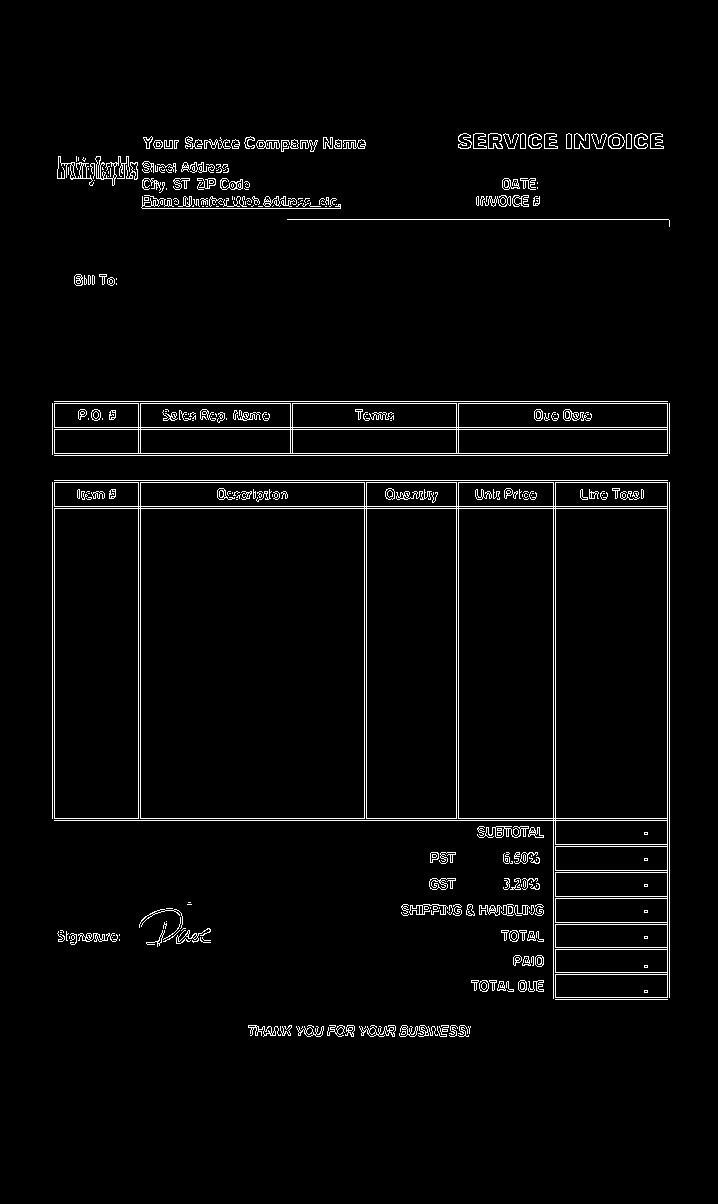 Your Service Company Name
SERVICE INVOICE
Street Address
City, ST ZIP Code
DATE:
Phone Number Web Address, etc.
INVOICE #
Bill To:
P.O. # Sales Rep. Name Terms Due Date
Item # Description Quantity Unit Price Line Total
SUBTOTAL -
PST 6.50% -
GST 3.20% -
SHIPPING & HANDLING -
Signature: Dave
TOTAL -
PAID -
TOTAL DUE -
THANK YOU FOR YOUR BUSINESS!